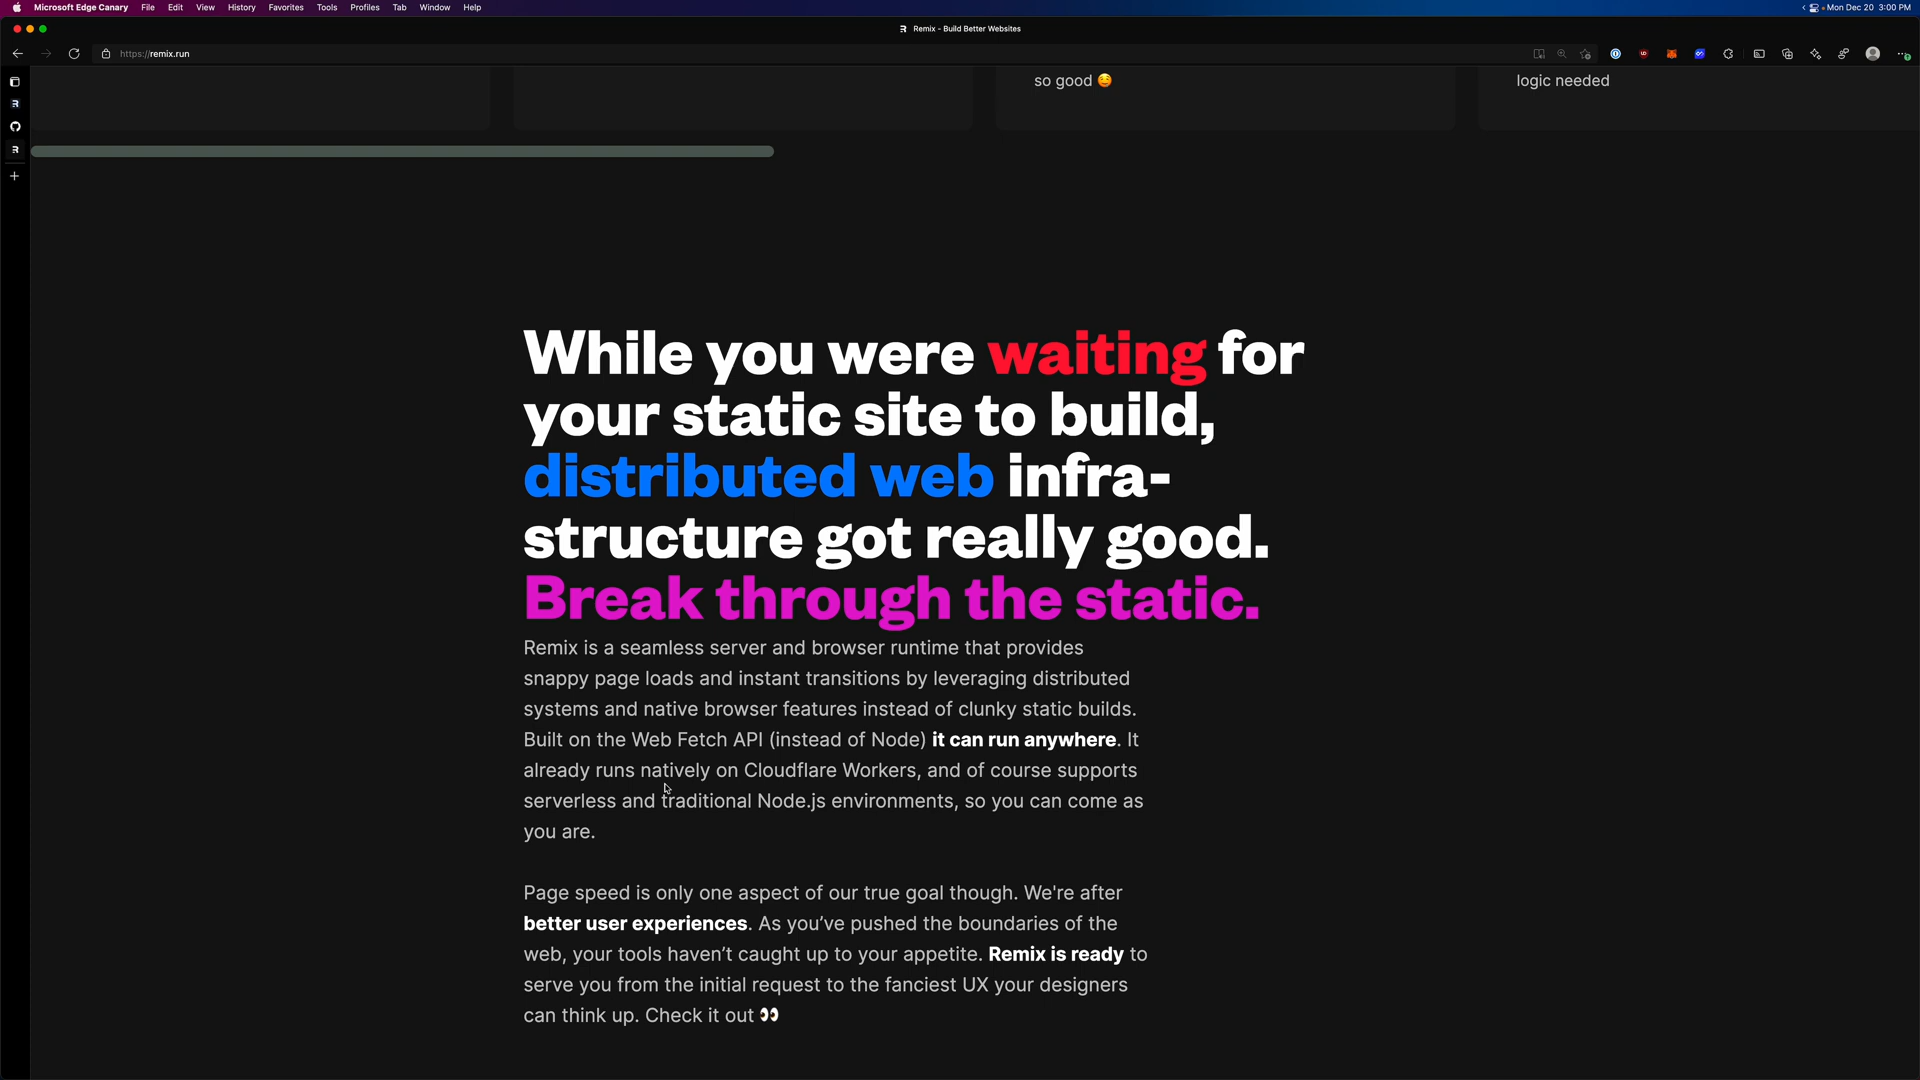 Microsoft Edge Canary File Edit View History Favorites Tools Profiles Tab Window Help Mon Dec 20 3:00 PM
Remix - Build Better Websites
https://remix.run
so good 😋
logic needed
While you were waiting for
your static site to build,
distributed web infra-
structure got really good.
Break through the static.
Remix is a seamless server and browser runtime that provides
snappy page loads and instant transitions by leveraging distributed
systems and native browser features instead of clunky static builds.
Built on the Web Fetch API (instead of Node) it can run anywhere. It
already runs natively on Cloudflare Workers, and of course supports
serverless and traditional Node.js environments, so you can come as
you are.
Page speed is only one aspect of our true goal though. We're after
better user experiences. As you’ve pushed the boundaries of the
web, your tools haven’t caught up to your appetite. Remix is ready to
serve you from the initial request to the fanciest UX your designers
can think up. Check it out 👀